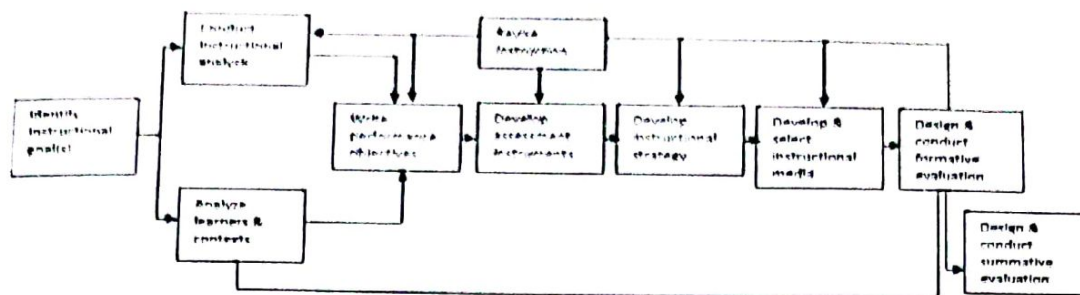 Conduct
instructional
analysis
Revise
instruction
Identify
instructional
goal(s)
Write
performance
objectives
Develop
assessment
instruments
Develop
instructional
strategy
Develop &
select
instructional
media
Design &
conduct
formative
evaluation
Analyze
learners &
contexts
Design &
conduct
summative
evaluation